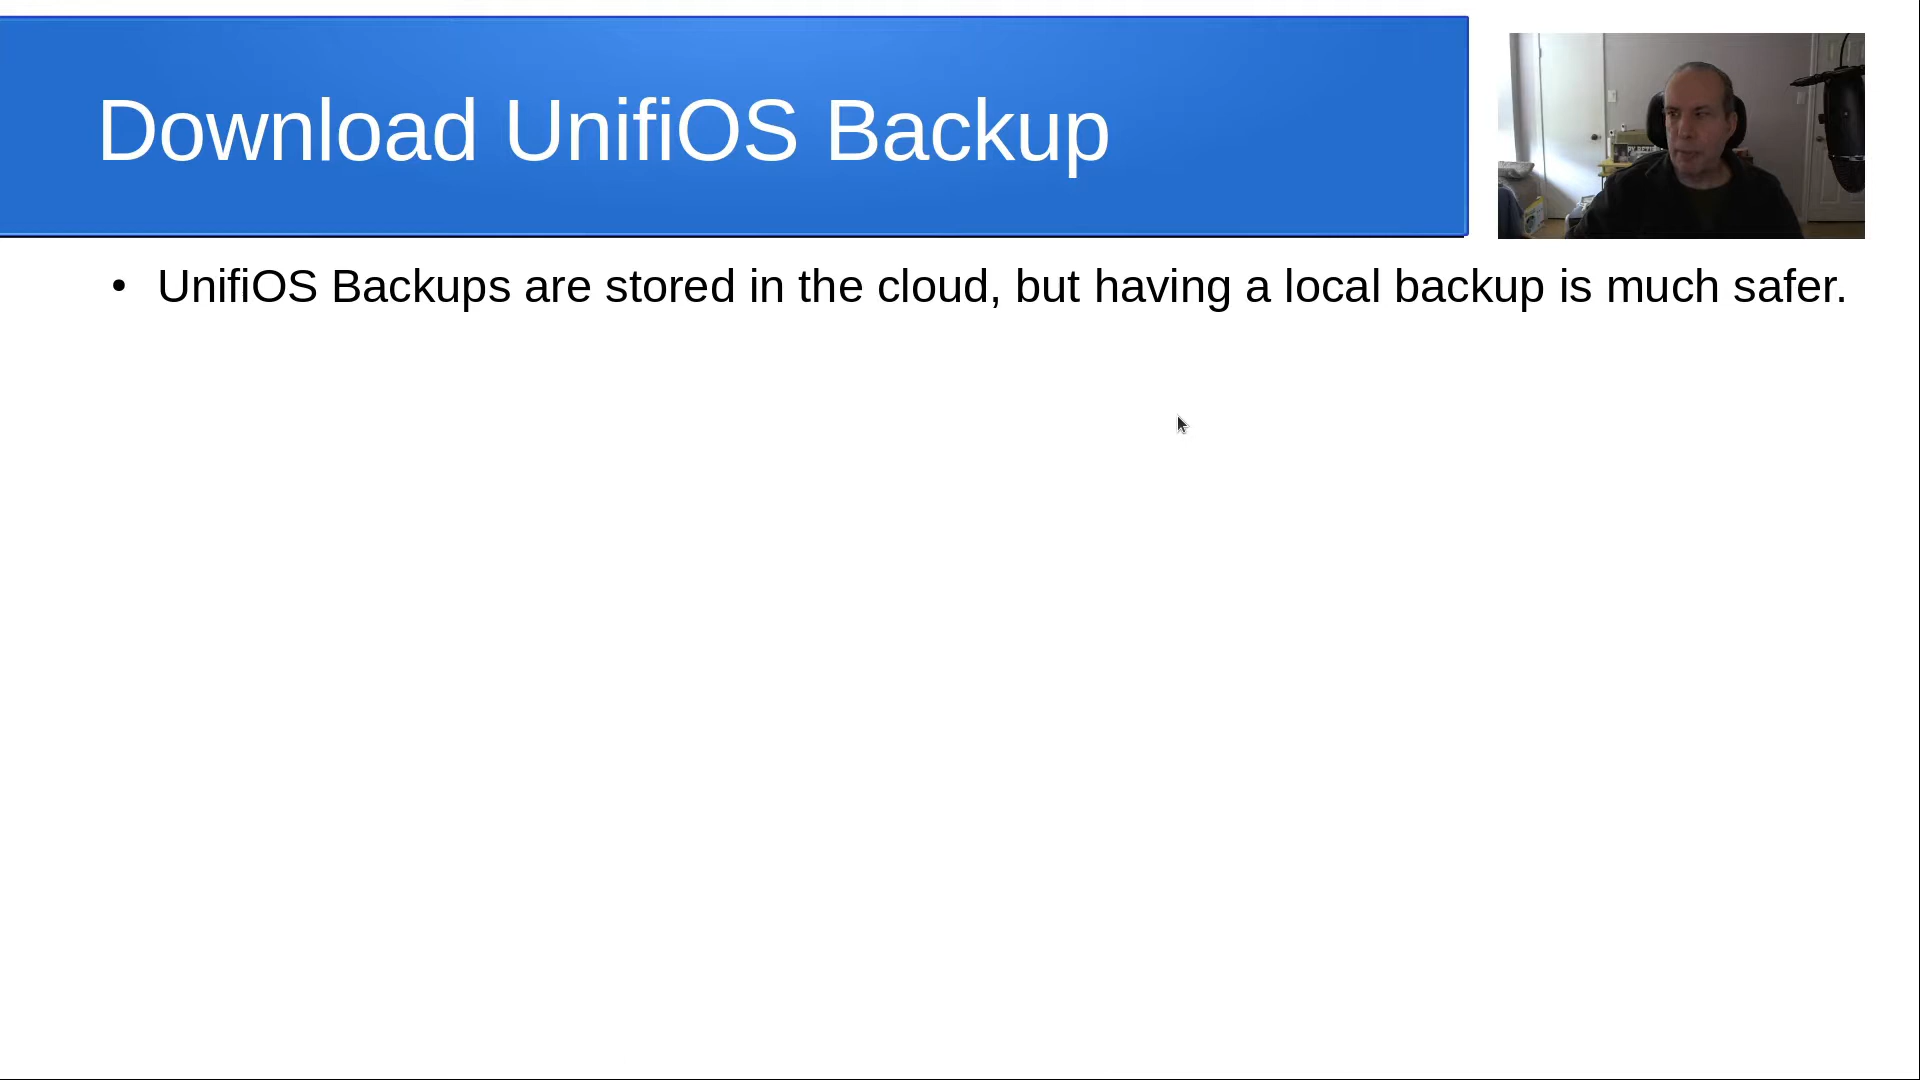 Download UnifiOS Backup
• UnifiOS Backups are stored in the cloud, but having a local backup is much safer.